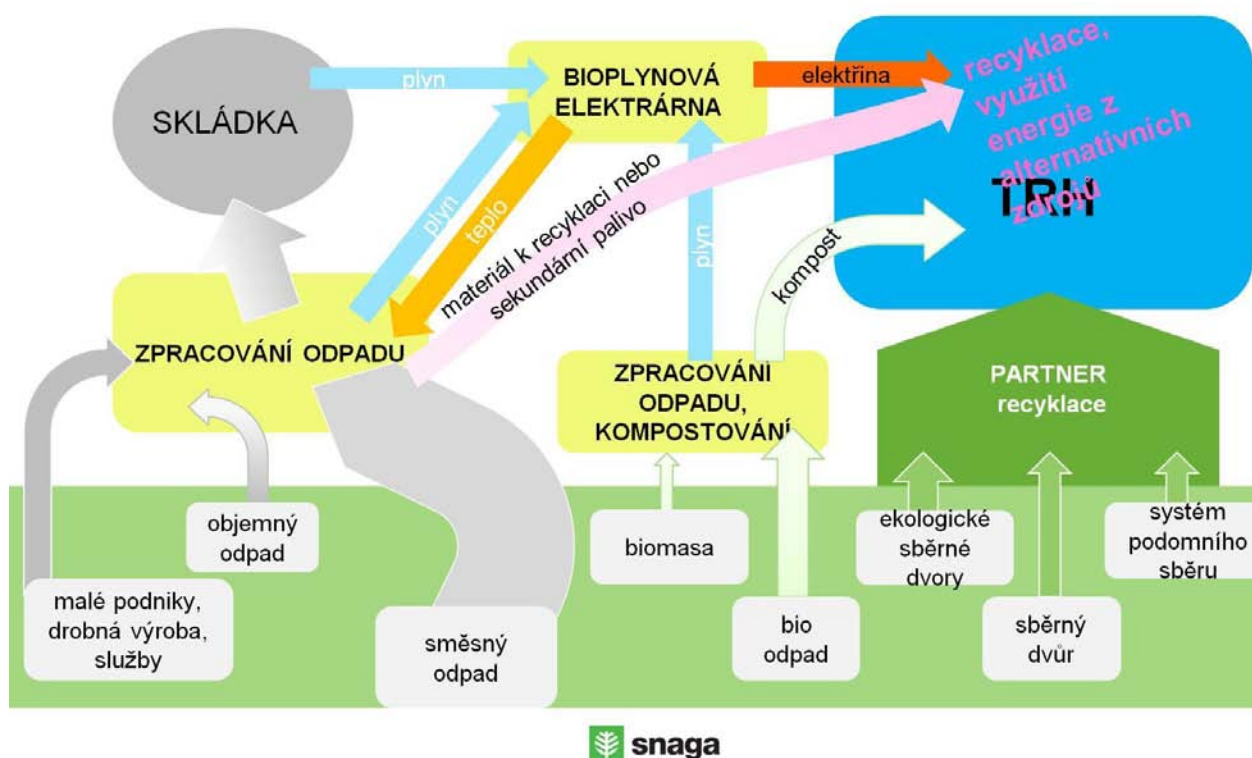 plyn
BIOPLYNOVÁ
ELEKTRÁRNA
elektřina
recyklace,
využití
energie z
alternativních
zdrojů
TRH
SKLÁDKA
plyn
teplo
materiál k recyklaci nebo
sekundární palivo
plyn
kompost
ZPRACOVÁNÍ ODPADU
ZPRACOVÁNÍ
ODPADU,
KOMPOSTOVÁNÍ
PARTNER
recyklace
objemný
odpad
biomasa
ekologické
sběrné
dvory
systém
podomního
sběru
malé podniky,
drobná výroba,
služby
směsný
odpad
bio
odpad
sběrný
dvůr
snaga